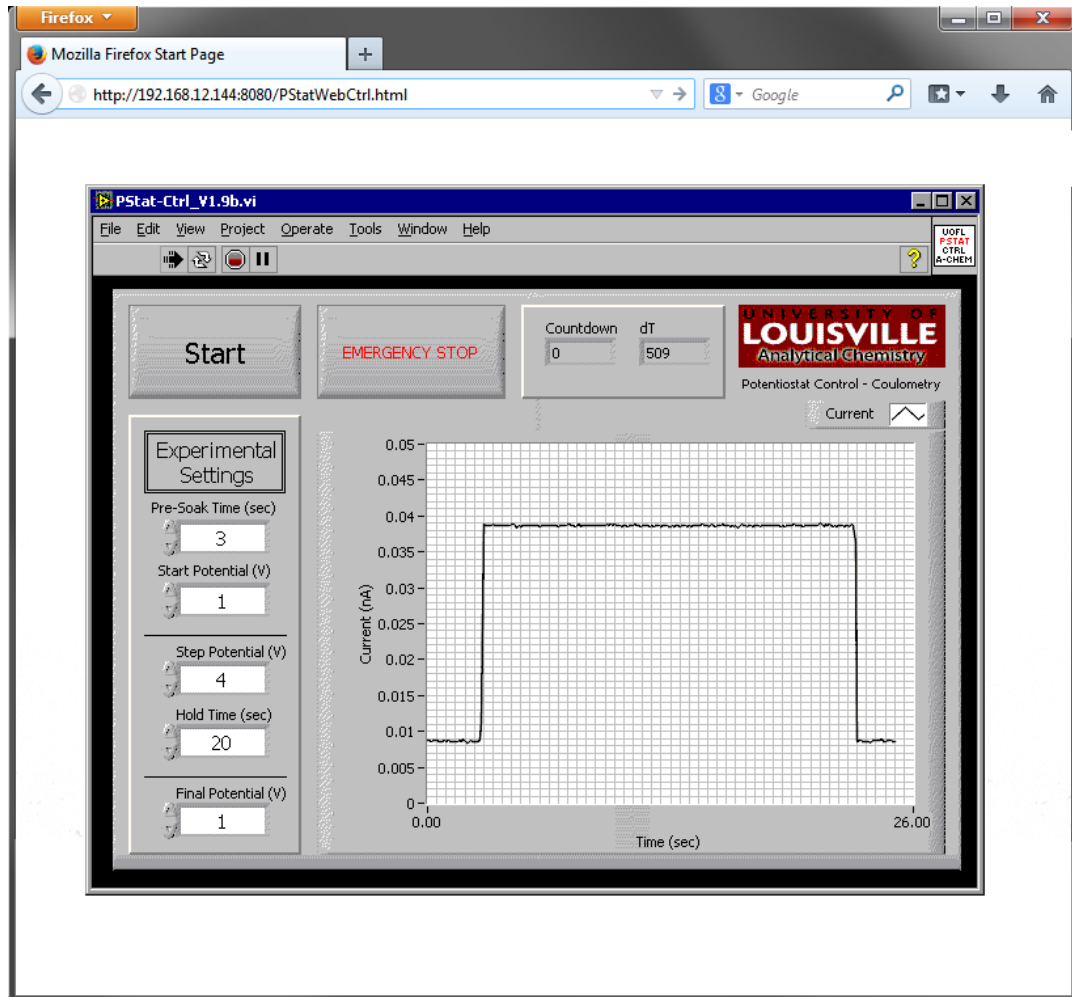 Firefox
Mozilla Firefox Start Page
http://192.168.12.144:8080/PStatWebCtrl.html
8 Google
PStat-Ctrl_V1.9b.vi
File Edit View Project Operate Tools Window Help
UOFL
PSTAT
CTRL
A-CHEM
Start
EMERGENCY STOP
Countdown dT
0 509
UNIVERSITY OF
LOUISVILLE
Analytical Chemistry
Potentiostat Control - Coulometry
Current
Experimental
Settings
Pre-Soak Time (sec)
3
Start Potential (V)
1
Step Potential (V)
4
Hold Time (sec)
20
Final Potential (V)
1
Current (nA)
0.05
0.045
0.04
0.035
0.03
0.025
0.02
0.015
0.01
0.005
0
0.00 26.00
Time (sec)